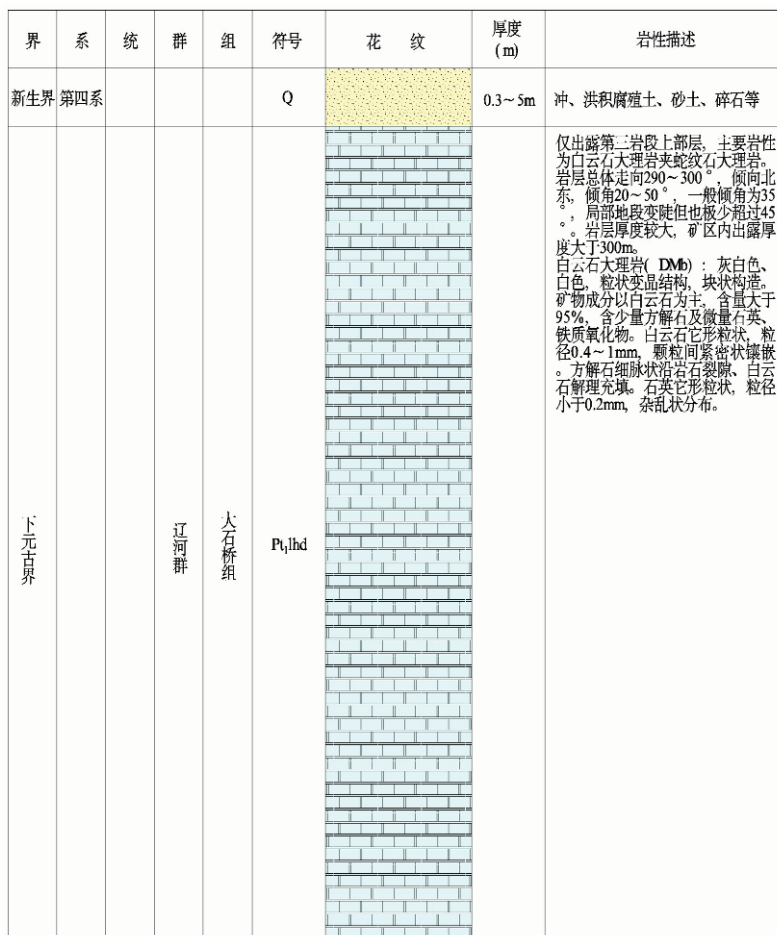 界 系 统 群 组 符号 花 纹 厚度(m) 岩性描述
新生界 第四系 Q 0.3~5m 冲、洪积腐殖土、砂土、碎石等
下元古界 辽河群 大石桥组 Pt₁lhd
仅出露第三岩段上部层，主要岩性
为白云石大理岩夹蛇纹石大理岩。
岩层总体走向290~300°，倾向北
东，倾角20~50°，一般倾角为35
°，局部地段变陡但也极少超过45
°。岩层厚度较大，矿区内出露厚
度大于300m。
白云石大理岩（DMb）：灰白色、
白色，粒状变晶结构，块状构造。
矿物成分以白云石为主，含量大于
95%，含少量方解石及微量石英、
铁质氧化物。白云石它形粒状，粒
径0.4~1mm，颗粒间紧密状镶嵌
。方解石细脉状沿岩石裂隙、白云
石解理充填。石英它形粒状，粒径
小于0.2mm，杂乱状分布。